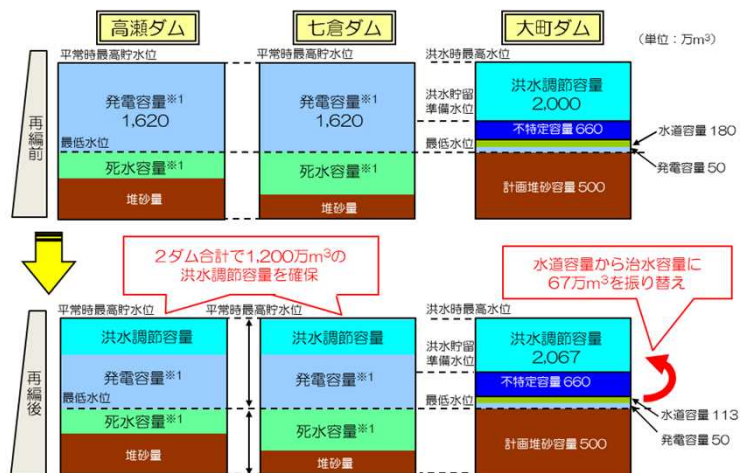 高瀬ダム
七倉ダム
大町ダム
(単位：万m³)
再編前
平常時最高貯水位
発電容量※1
1,620
最低水位
死水容量※1
堆砂量
平常時最高貯水位
発電容量※1
1,620
死水容量※1
堆砂量
洪水時最高水位
洪水貯留
準備水位
最低水位
洪水調節容量
2,000
不特定容量 660
水道容量 180
発電容量 50
計画堆砂容量 500
2ダム合計で1,200万m³の
洪水調節容量を確保
水道容量から治水容量に
67万m³を振り替え
再編後
平常時最高貯水位
洪水調節容量
発電容量※1
最低水位
死水容量※1
堆砂量
平常時最高貯水位
洪水調節容量
発電容量※1
死水容量※1
堆砂量
洪水時最高水位
洪水貯留
準備水位
最低水位
洪水調節容量
2,067
不特定容量 660
水道容量 113
発電容量 50
計画堆砂容量 500